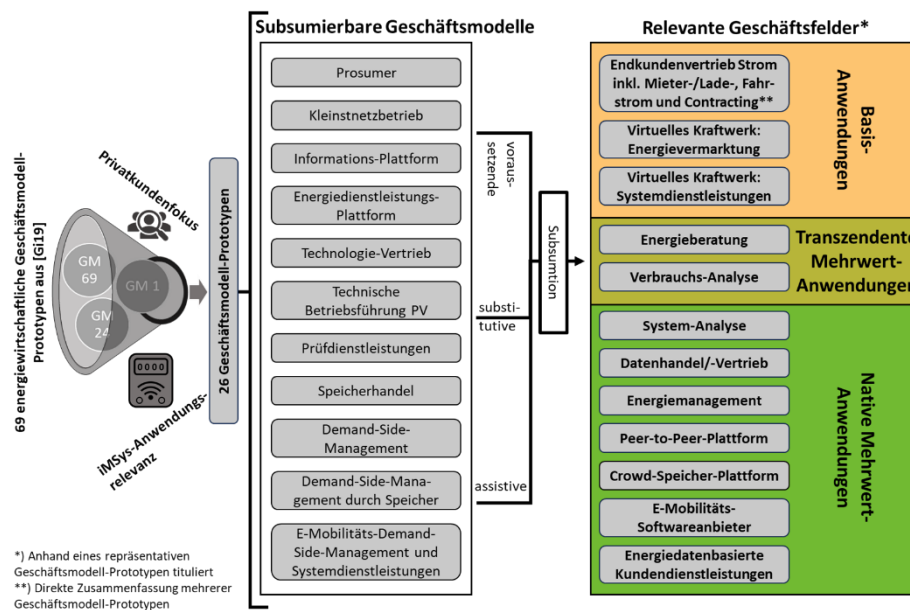 69 energiewirtschaftliche Geschäftsmodell-
Prototypen aus [Gi19]
Privatkundenfokus
GM
69
GM 1
GM
24
iMSys-Anwendungs-
relevanz
26 Geschäftsmodell-Prototypen
Subsumierbare Geschäftsmodelle
Prosumer
Kleinstnetzbetrieb
Informations-Plattform
Energiedienstleistungs-
Plattform
Technologie-Vertrieb
Technische
Betriebsführung PV
Prüfdienstleistungen
Speicherhandel
Demand-Side-
Management
Demand-Side-Mana-
gement durch Speicher
E-Mobilitäts-Demand-
Side-Management und
Systemdienstleistungen
voraus-
setzende
substi-
tutive
assistive
Subsumtion
Relevante Geschäftsfelder*
Endkundenvertrieb Strom
inkl. Mieter-/Lade-, Fahr-
strom und Contracting**
Virtuelles Kraftwerk:
Energievermarktung
Virtuelles Kraftwerk:
Systemdienstleistungen
Basis-
Anwendungen
Energieberatung
Verbrauchs-Analyse
Transzendente
Mehrwert-
Anwendungen
System-Analyse
Datenhandel/-Vertrieb
Energiemanagement
Peer-to-Peer-Plattform
Crowd-Speicher-Plattform
E-Mobilitäts-
Softwareanbieter
Energiedatenbasierte
Kundendienstleistungen
Native Mehrwert-
Anwendungen
*) Anhand eines repräsentativen
Geschäftsmodell-Prototypen tituliert
**) Direkte Zusammenfassung mehrerer
Geschäftsmodell-Prototypen